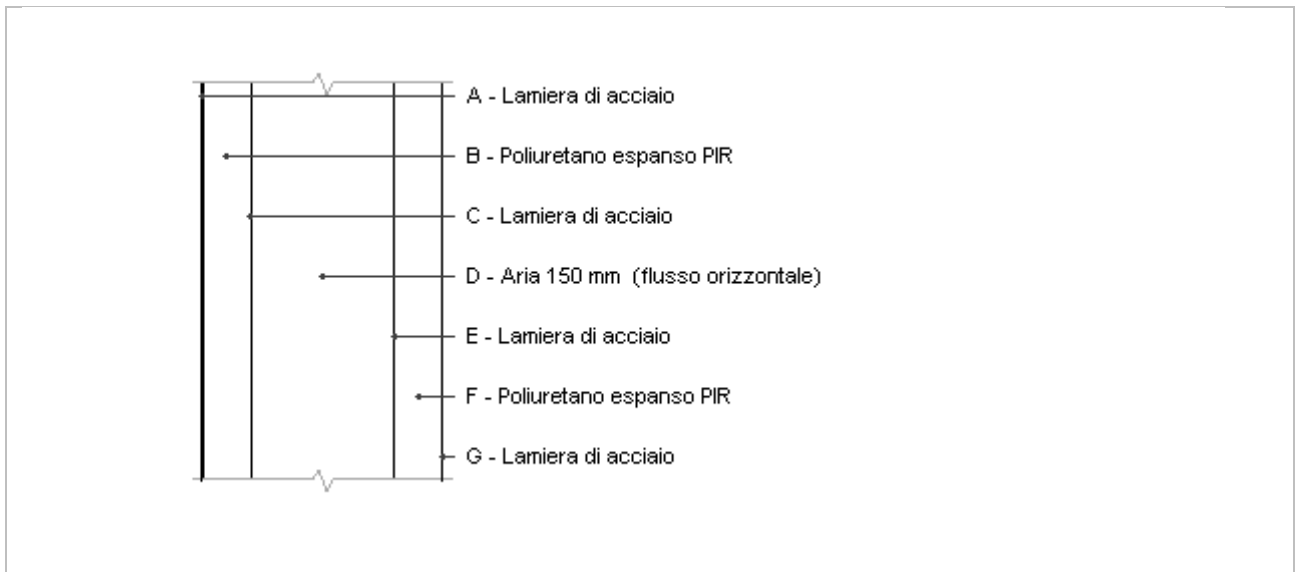 A - Lamiera di acciaio
B - Poliuretano espanso PIR
C - Lamiera di acciaio
D - Aria 150 mm (flusso orizzontale)
E - Lamiera di acciaio
F - Poliuretano espanso PIR
G - Lamiera di acciaio